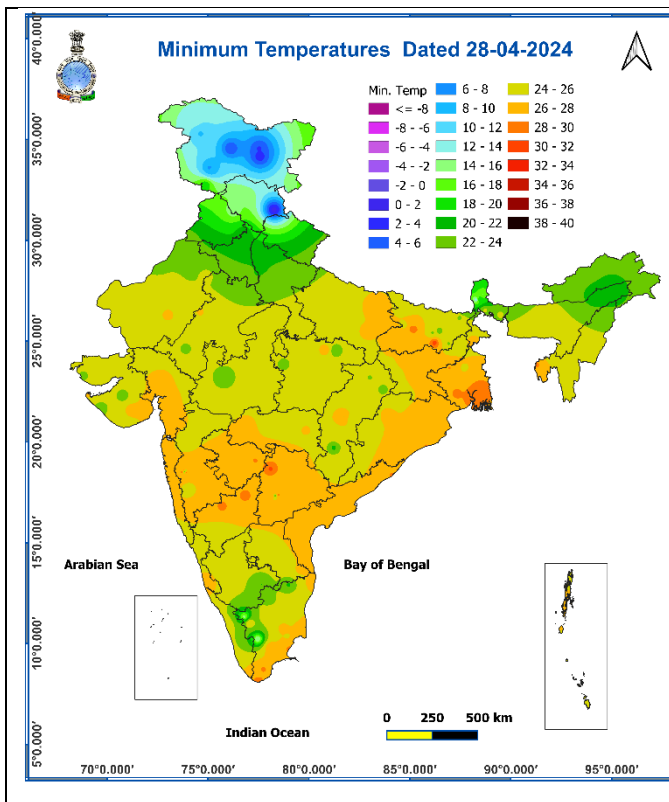 Minimum Temperatures Dated 28-04-2024
Min. Temp
<= -8
-8 - -6
-6 - -4
-4 - -2
-2 - 0
0 - 2
2 - 4
4 - 6
6 - 8
8 - 10
10 - 12
12 - 14
14 - 16
16 - 18
18 - 20
20 - 22
22 - 24
24 - 26
26 - 28
28 - 30
30 - 32
32 - 34
34 - 36
36 - 38
38 - 40
40°0.000'
35°0.000'
30°0.000'
25°0.000'
20°0.000'
15°0.000'
10°0.000'
5°0.000'
Arabian Sea
Bay of Bengal
Indian Ocean
0 250 500 km
70°0.000' 75°0.000' 80°0.000' 85°0.000' 90°0.000' 95°0.000'